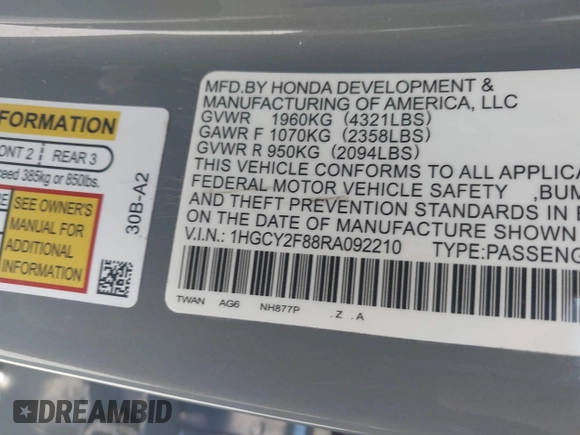 FORMATION
ONT 2 REAR 3
ceed 385kg or 850lbs.
SEE OWNER'S
MANUAL FOR
ADDITIONAL
INFORMATION
30B-A2
MFD.BY HONDA DEVELOPMENT &
MANUFACTURING OF AMERICA, LLC
GVWR 1960KG (4321LBS)
GAWR F 1070KG (2358LBS)
GVWR R 950KG (2094LBS)
THIS VEHICLE CONFORMS TO ALL APPLICA
FEDERAL MOTOR VEHICLE SAFETY ,BUM
AND THEFT PREVENTION STANDARDS IN
ON THE DATE OF MANUFACTURE SHOWN
V.I.N.: 1HGCY2F88RA092210 TYPE:PASSENG
TWAN AG6 NH877P . Z . A
DREAMBID